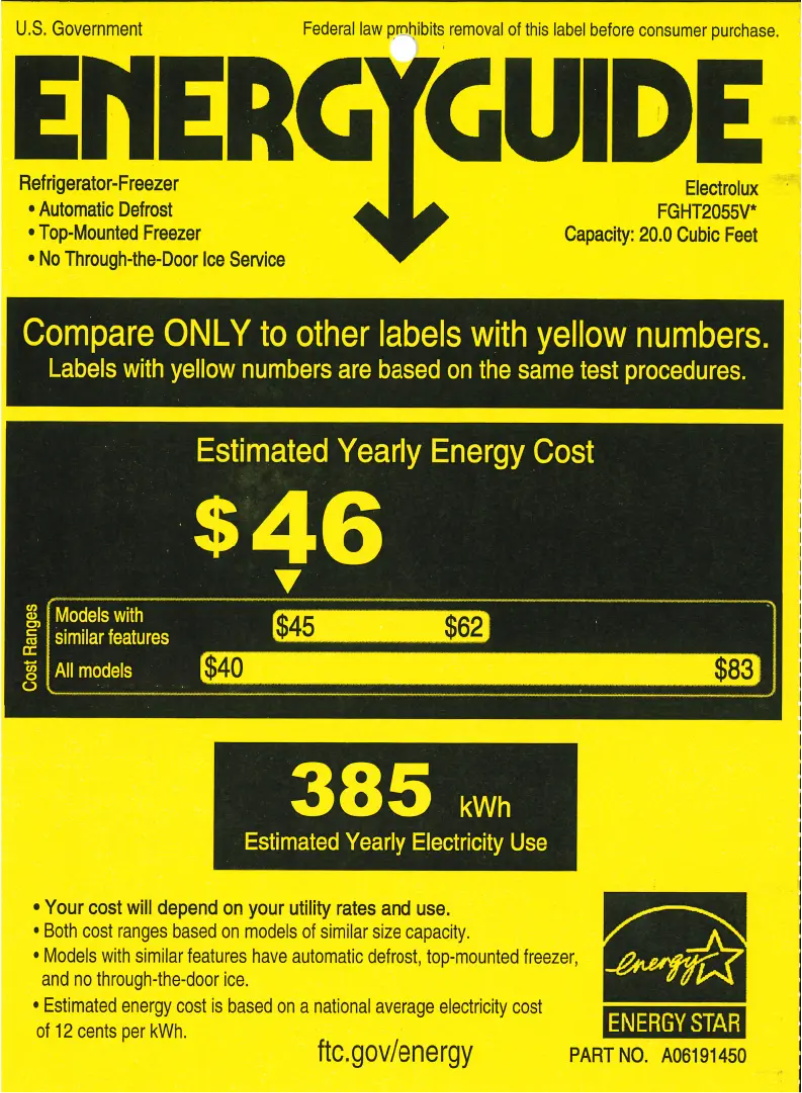 U.S. Government
Federal law prohibits removal of this label before consumer purchase.
ENERGYGUIDE
Refrigerator-Freezer
• Automatic Defrost
• Top-Mounted Freezer
• No Through-the-Door Ice Service
Electrolux
FGHT2055V*
Capacity: 20.0 Cubic Feet
Compare ONLY to other labels with yellow numbers.
Labels with yellow numbers are based on the same test procedures.
Estimated Yearly Energy Cost
$46
Cost Ranges
Models with
similar features
$45 $62
All models
$40 $83
385 kWh
Estimated Yearly Electricity Use
• Your cost will depend on your utility rates and use.
• Both cost ranges based on models of similar size capacity.
• Models with similar features have automatic defrost, top-mounted freezer,
and no through-the-door ice.
• Estimated energy cost is based on a national average electricity cost
of 12 cents per kWh.
ftc.gov/energy
energy
ENERGY STAR
PART NO. A06191450